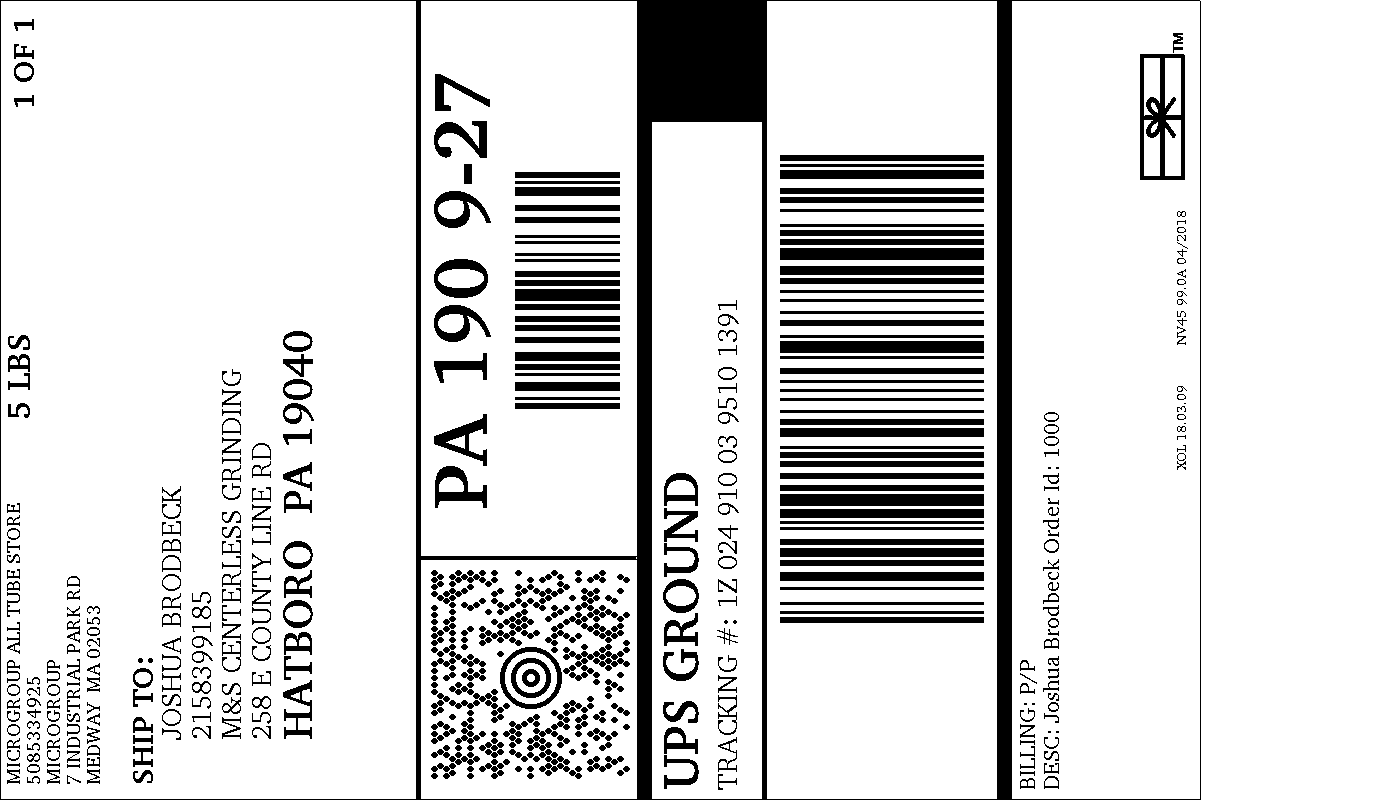 MICROGROUP ALL TUBE STORE
5085334925
MICROGROUP
7 INDUSTRIAL PARK RD
MEDWAY MA 02053
5 LBS
1 OF 1
SHIP TO:
JOSHUA BRODBECK
2158399185
M&S CENTERLESS GRINDING
258 E COUNTY LINE RD
HATBORO PA 19040
PA 190 9-27
UPS GROUND
TRACKING #: 1Z 024 910 03 9510 1391
BILLING: P/P
DESC: Joshua Brodbeck Order Id: 1000
XOL 18.03.09 NV45 99.0A 04/2018
TM